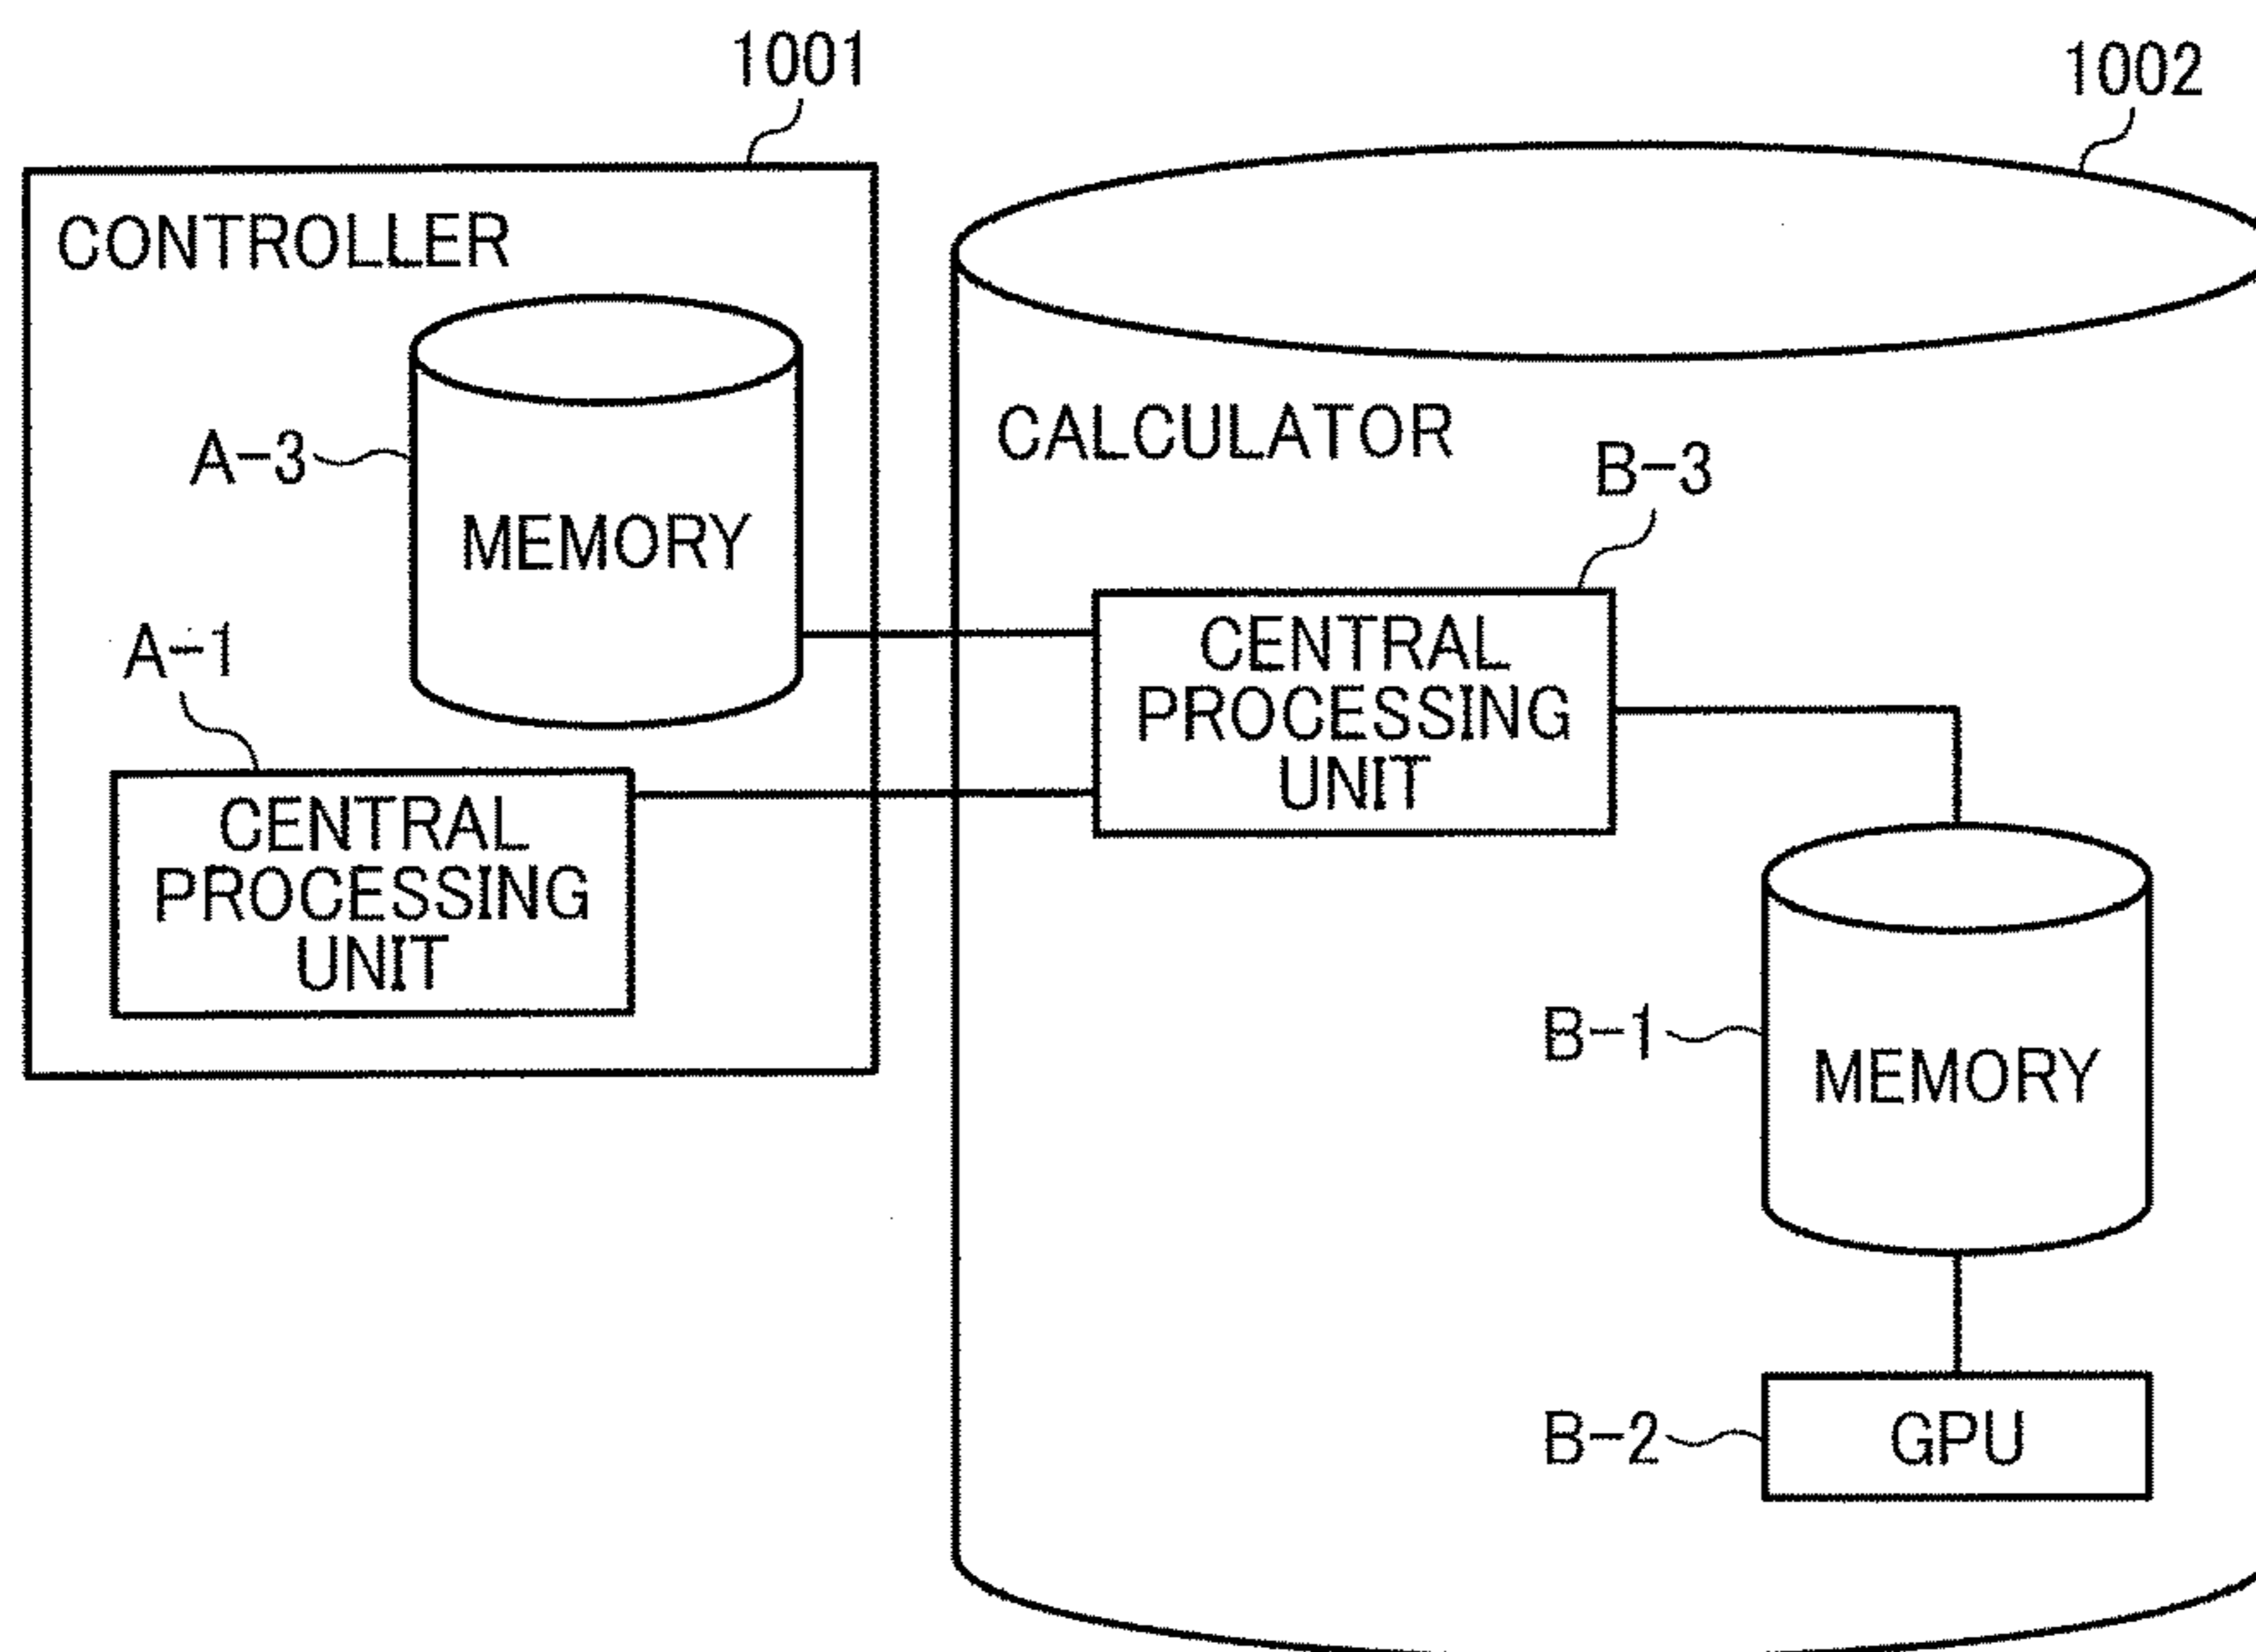 1001
1002
CONTROLLER
CALCULATOR
A-3
MEMORY
B-3
A-1
CENTRAL
PROCESSING
UNIT
CENTRAL
PROCESSING
UNIT
B-1
MEMORY
B-2
GPU